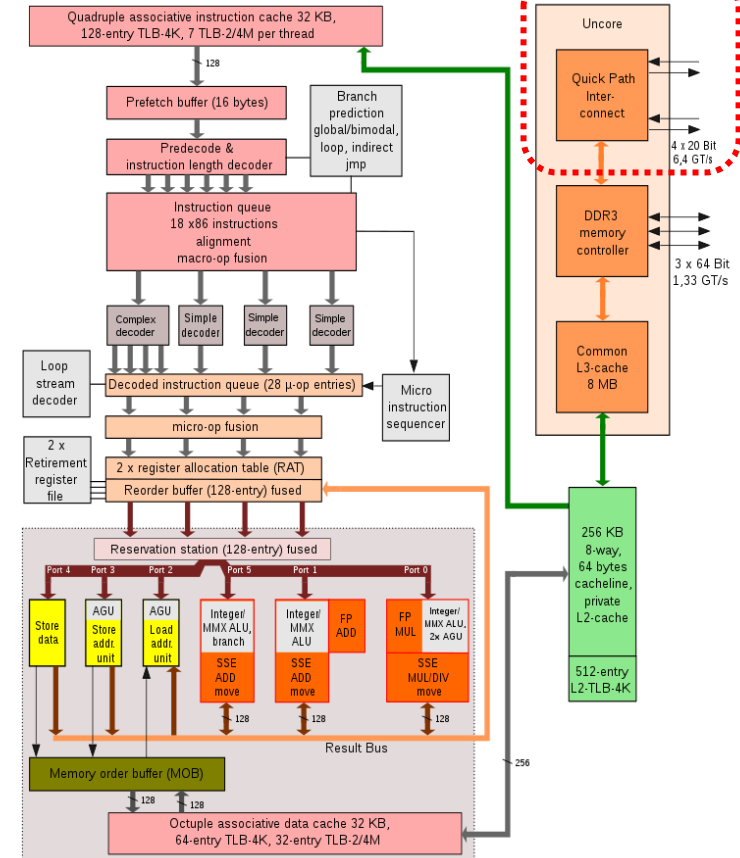 Quadruple associative instruction cache 32 KB,
128-entry TLB-4K, 7 TLB-2/4M per thread
128
Prefetch buffer (16 bytes)
Predecode &
instruction length decoder
Branch
prediction
global/bimodal,
loop, indirect
jmp
Instruction queue
18 x86 instructions
alignment
macro-op fusion
Complex
decoder
Simple
decoder
Simple
decoder
Simple
decoder
Loop
stream
decoder
Decoded instruction queue (28 µ-op entries)
Micro
instruction
sequencer
micro-op fusion
2 x
Retirement
register
file
2 x register allocation table (RAT)
Reorder buffer (128-entry) fused
Reservation station (128-entry) fused
Port 4
Port 3
Port 2
Port 5
Port 1
Port 0
Store
data
AGU
Store
addr.
unit
AGU
Load
addr.
unit
Integer/
MMX ALU,
branch
SSE
ADD
move
Integer/
MMX
ALU
FP
ADD
SSE
ADD
move
FP
MUL
Integer/
MMX ALU,
2x AGU
SSE
MUL/DIV
move
128
128
128
Result Bus
Memory order buffer (MOB)
128
128
Octuple associative data cache 32 KB,
64-entry TLB-4K, 32-entry TLB-2/4M
256
Uncore
Quick Path
Inter-
connect
4 x 20 Bit
6,4 GT/s
DDR3
memory
controller
3 x 64 Bit
1,33 GT/s
Common
L3-cache
8 MB
256 KB
8-way,
64 bytes
cacheline,
private
L2-cache
512-entry
L2-TLB-4K